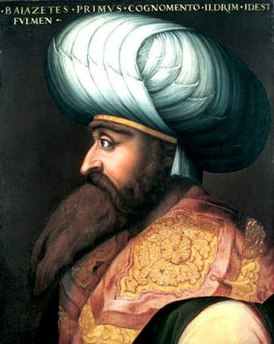 · BAIAZETES · PRIMVS · COGNOMENTO · ILDRIM · IDEST
FVLMEN ·